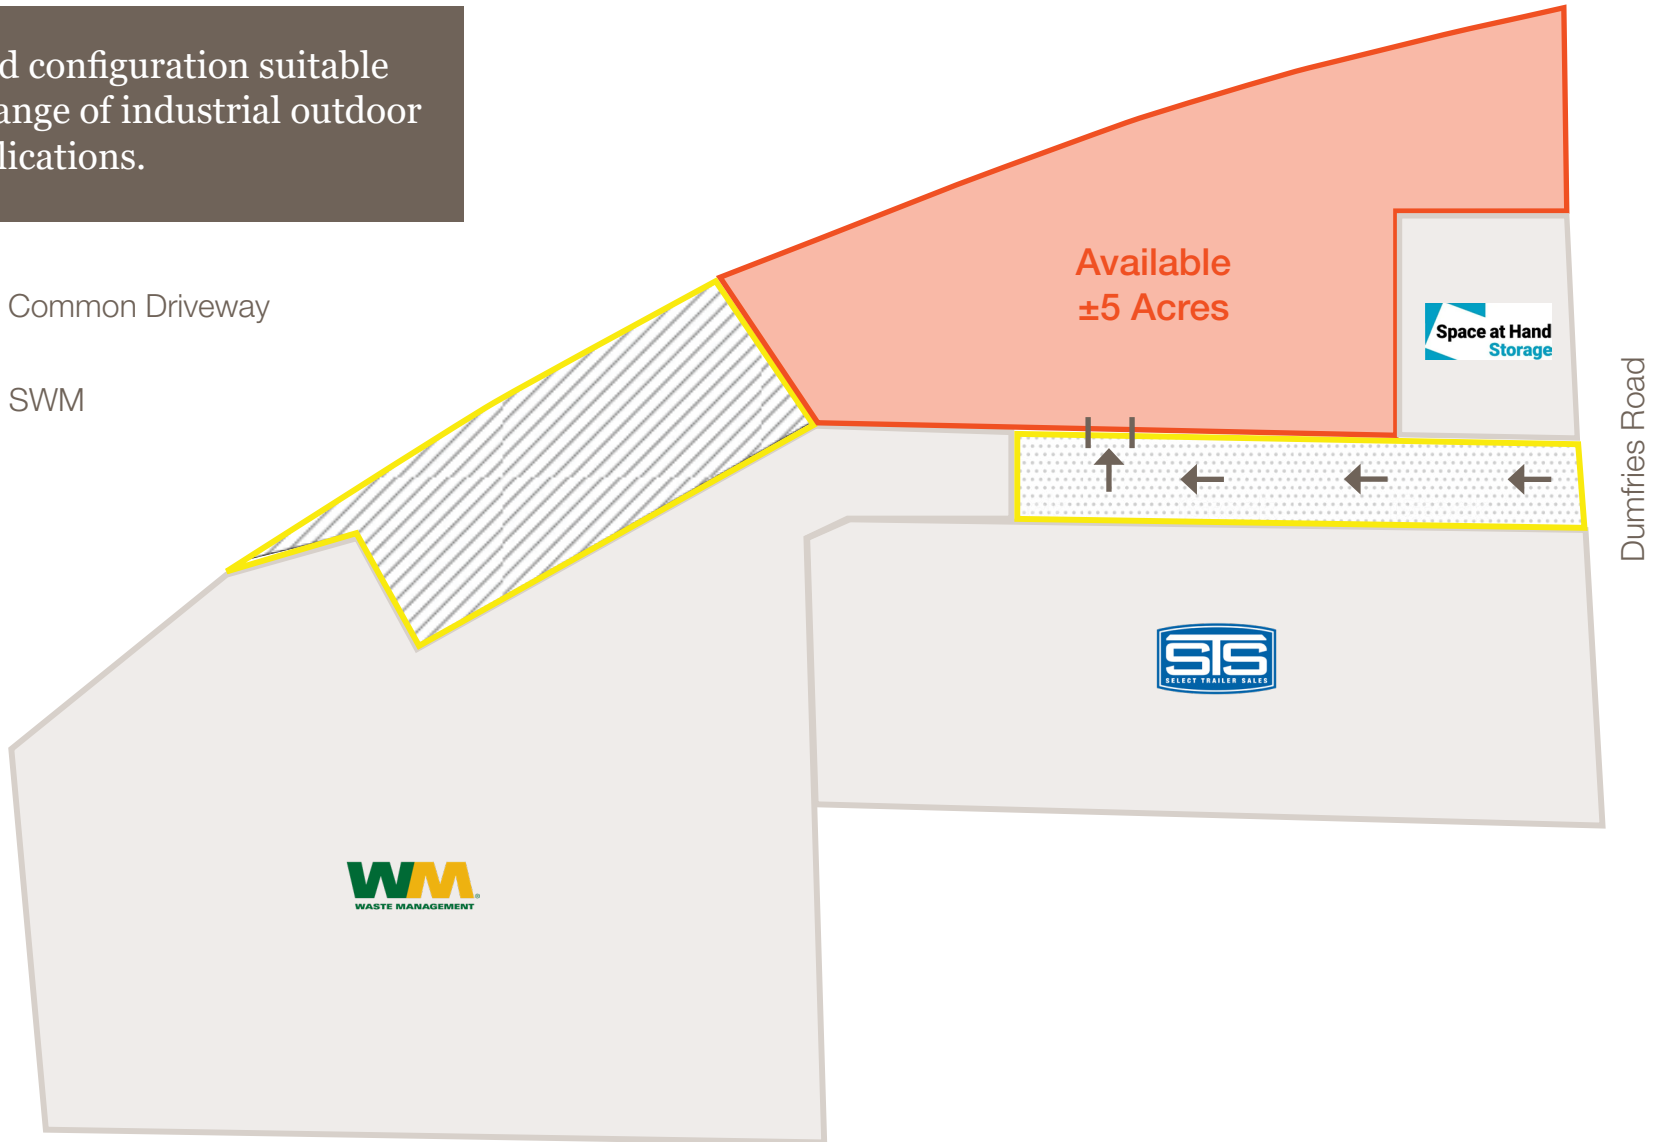 d configuration suitable
ange of industrial outdoor
lications.
Common Driveway
SWM
Available
±5 Acres
Space at Hand
Storage
Dumfries Road
STS
SELECT TRAILER SALES
WM
WASTE MANAGEMENT